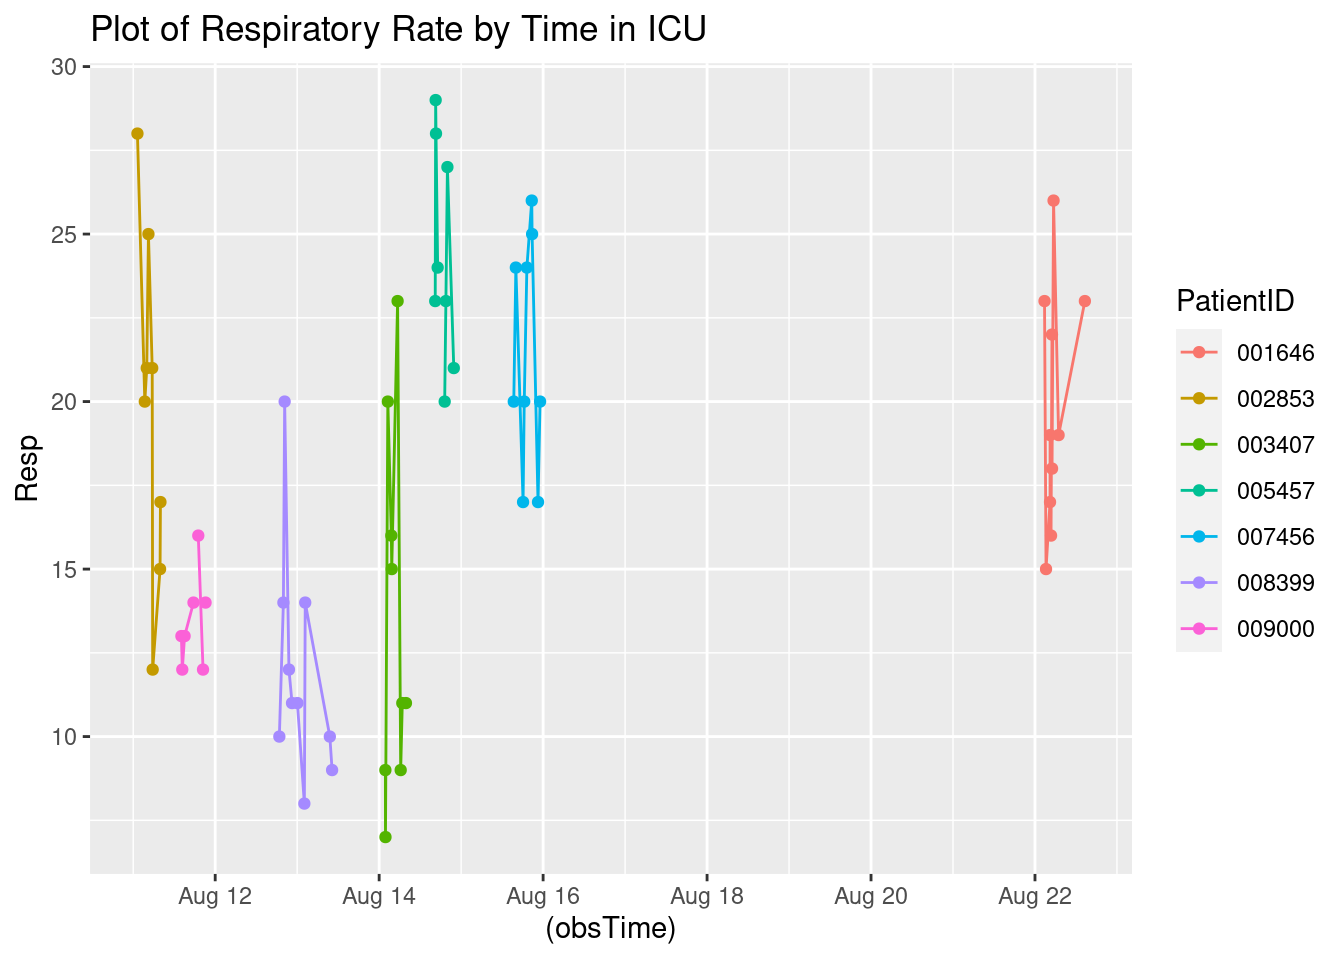 Plot of Respiratory Rate by Time in ICU
30
25
20
15
10
Resp
Aug 12
Aug 14
Aug 16
Aug 18
Aug 20
Aug 22
(obsTime)
PatientID
001646
002853
003407
005457
007456
008399
009000